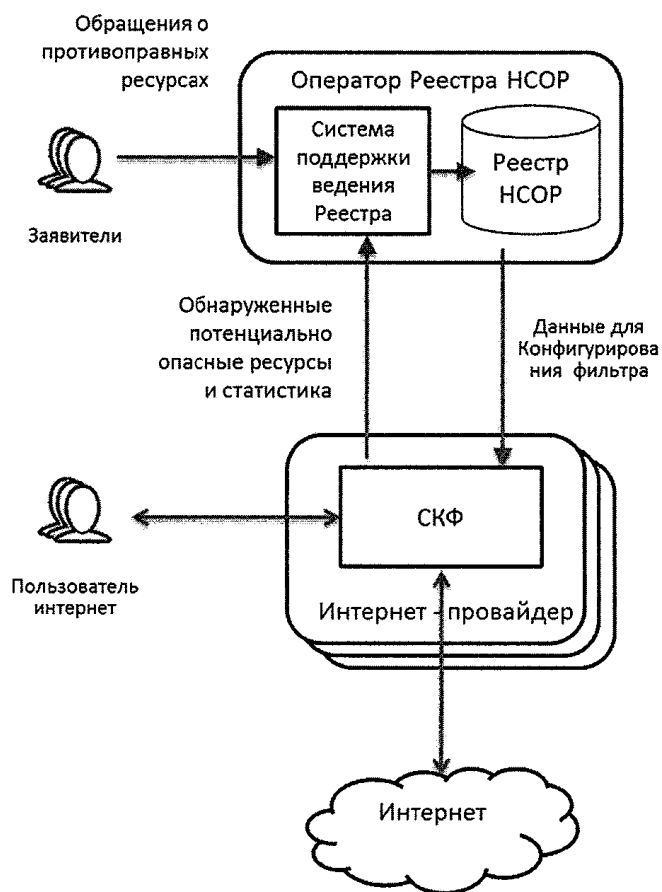 Обращения о
противоправных
ресурсах
Оператор Реестра НСОР
Система
поддержки
ведения
Реестра
Реестр
НСОР
Заявители
Обнаруженные
потенциально
опасные ресурсы
и статистика
Данные для
Конфигурирова
ния фильтра
СКФ
Пользователь
интернет
Интернет - провайдер
Интернет